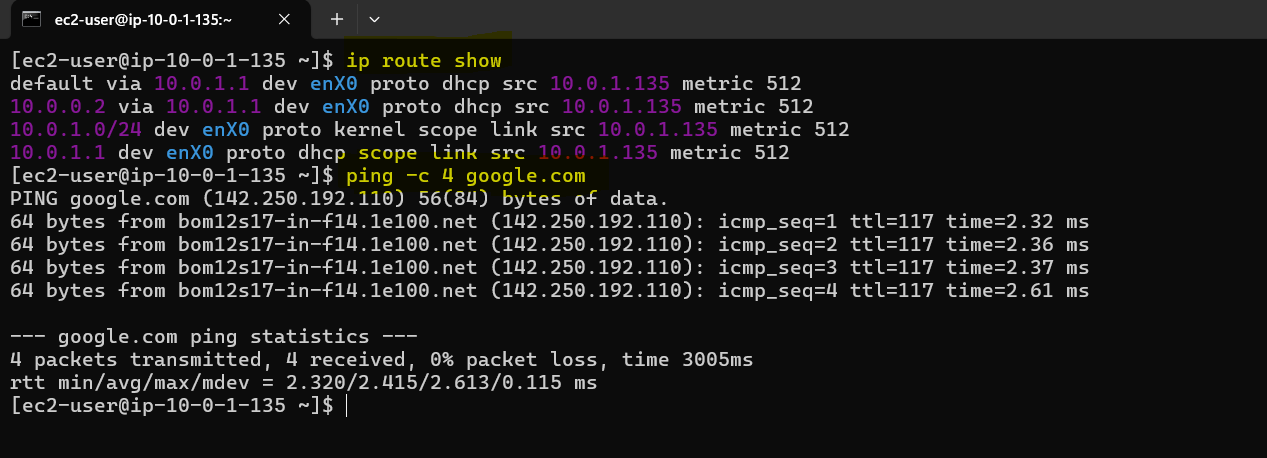 ec2-user@ip-10-0-1-135:~
[ec2-user@ip-10-0-1-135 ~]$ ip route show
default via 10.0.1.1 dev enX0 proto dhcp src 10.0.1.135 metric 512
10.0.0.2 via 10.0.1.1 dev enX0 proto dhcp src 10.0.1.135 metric 512
10.0.1.0/24 dev enX0 proto kernel scope link src 10.0.1.135 metric 512
10.0.1.1 dev enX0 proto dhcp scope link src 10.0.1.135 metric 512
[ec2-user@ip-10-0-1-135 ~]$ ping -c 4 google.com
PING google.com (142.250.192.110) 56(84) bytes of data.
64 bytes from bom12s17-in-f14.1e100.net (142.250.192.110): icmp_seq=1 ttl=117 time=2.32 ms
64 bytes from bom12s17-in-f14.1e100.net (142.250.192.110): icmp_seq=2 ttl=117 time=2.36 ms
64 bytes from bom12s17-in-f14.1e100.net (142.250.192.110): icmp_seq=3 ttl=117 time=2.37 ms
64 bytes from bom12s17-in-f14.1e100.net (142.250.192.110): icmp_seq=4 ttl=117 time=2.61 ms
--- google.com ping statistics ---
4 packets transmitted, 4 received, 0% packet loss, time 3005ms
rtt min/avg/max/mdev = 2.320/2.415/2.613/0.115 ms
[ec2-user@ip-10-0-1-135 ~]$